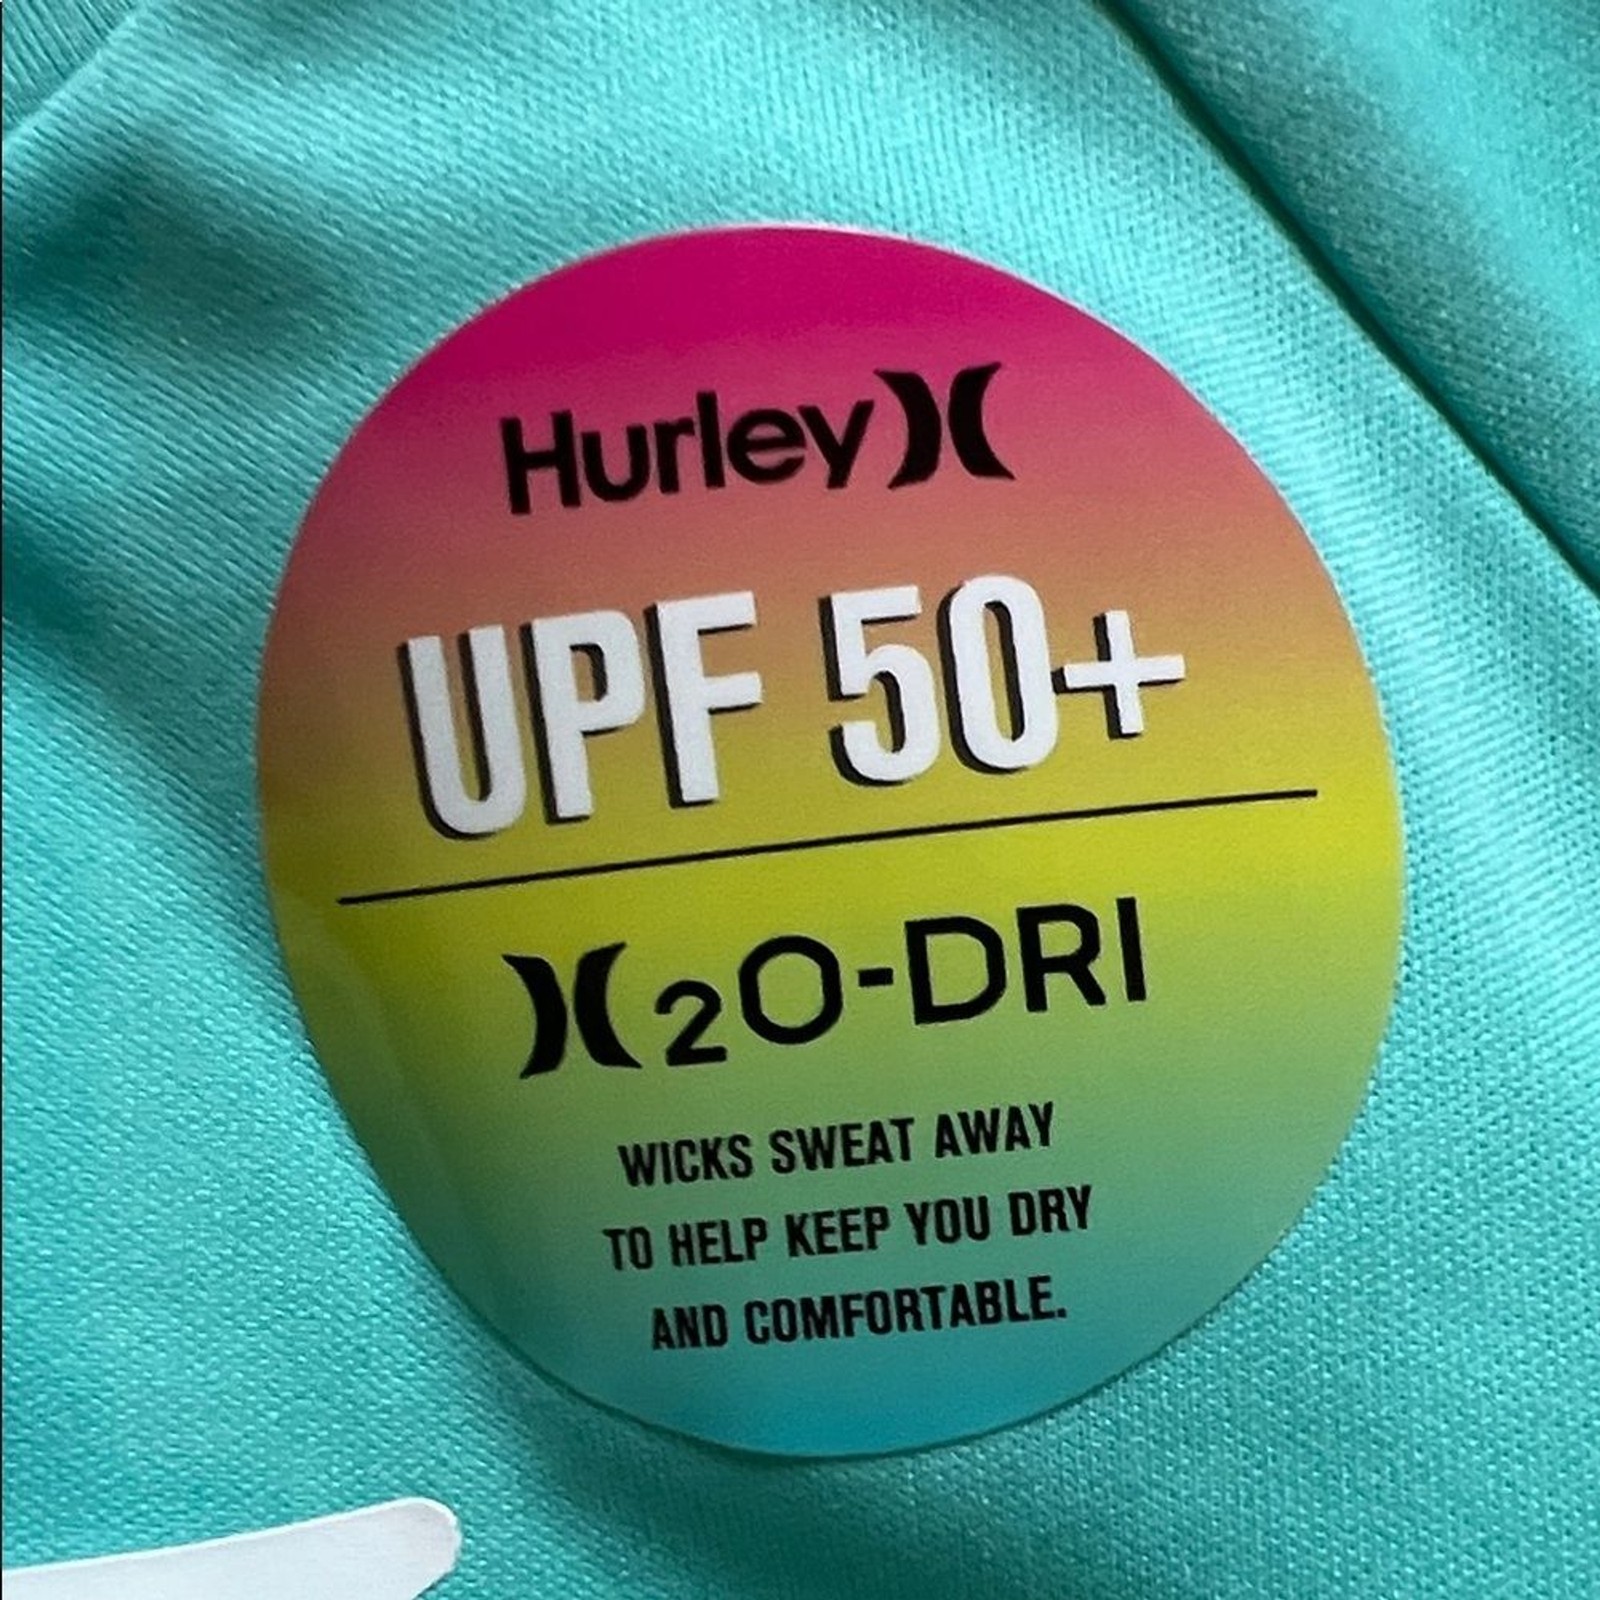 Hurley
UPF 50+
2O-DRI
WICKS SWEAT AWAY
TO HELP KEEP YOU DRY
AND COMFORTABLE.